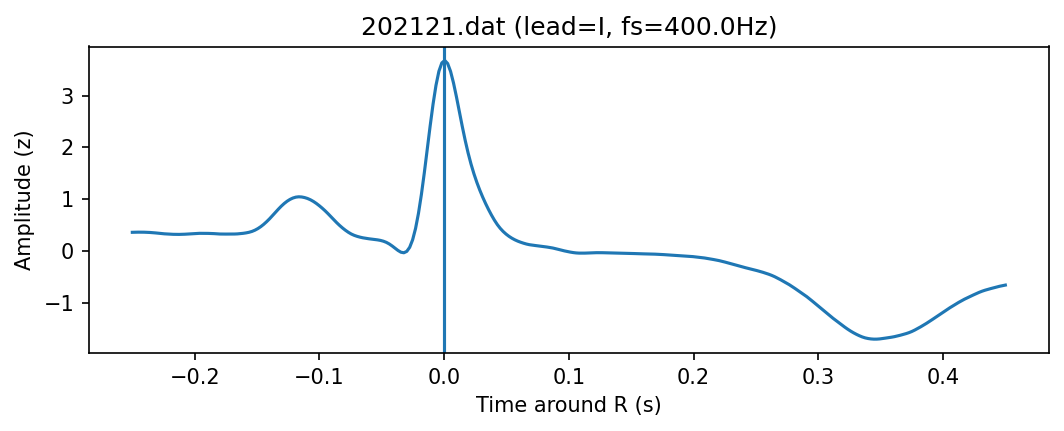 202121.dat (lead=I, fs=400.0Hz)
Amplitude (z)
3
2
1
0
−1
−0.2 −0.1 0.0 0.1 0.2 0.3 0.4
Time around R (s)